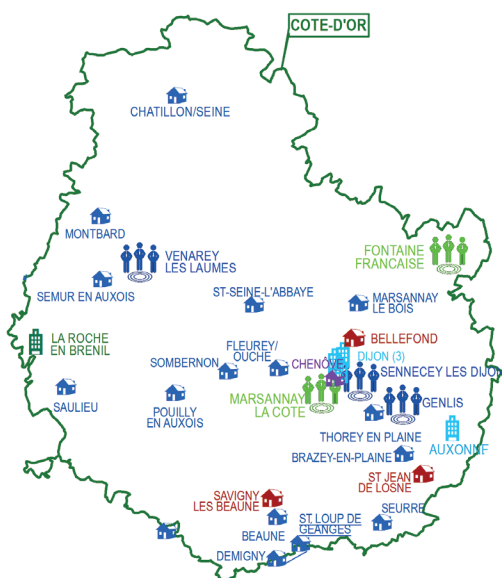 COTE-D'OR
CHATILLON/SEINE
MONTBARD
VENAREY
LES LAUMES
FONTAINE
FRANCAISE
SEMUR EN AUXOIS
ST-SEINE-L'ABBAYE
MARSANNAY
LE BOIS
LA ROCHE
EN BRENIL
BELLEFOND
FLEUREY/
OUCHE
DIJON (3)
SOMBERNON
CHENÔVE
SENNECEY LES DIJO
SAULIEU
POUILLY
EN AUXOIS
MARSANNAY
LA COTE
GENLIS
THOREY EN PLAINE
AUXONNE
BRAZEY-EN-PLAINE
ST JEAN
DE LOSNE
SAVIGNY
LES BEAUNE
SEURRE
ST. LOUP DE
GEANGES
BEAUNE
DEMIGNY